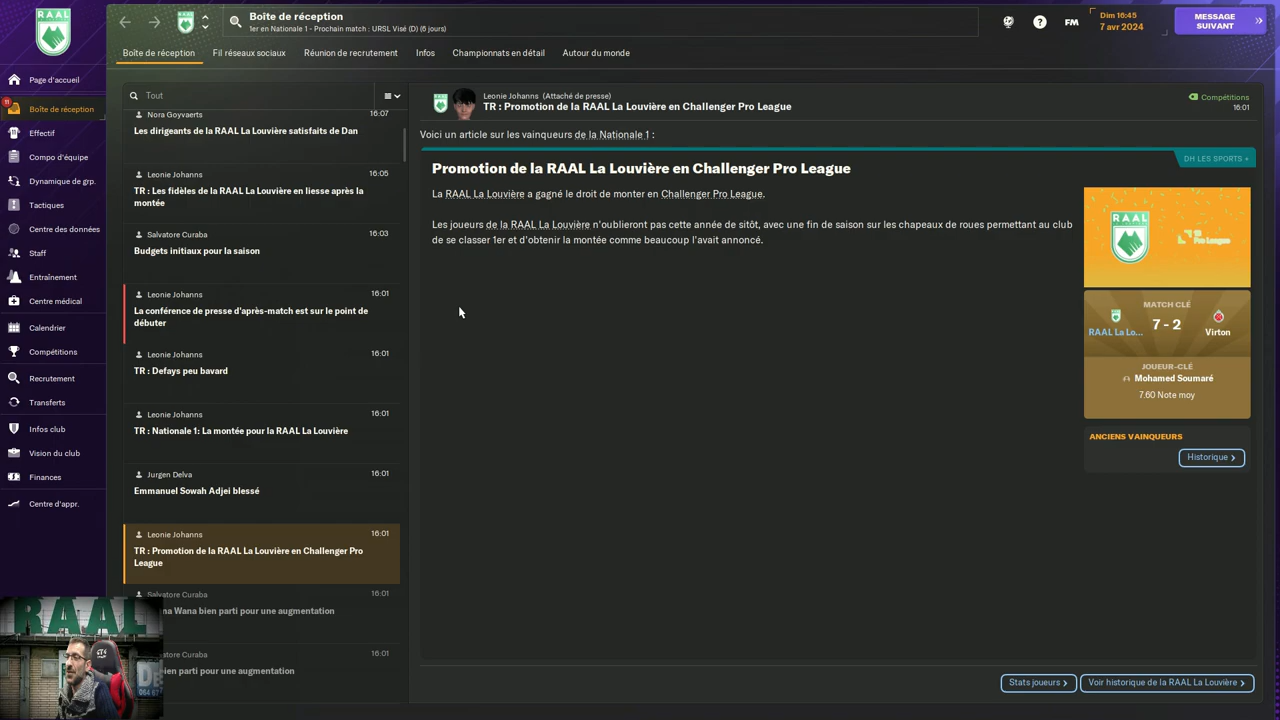 RAAL
Boîte de réception
1er en Nationale 1 - Prochain match : URSL Visé (D) (6 jours)
FM
Dim 16:45
7 avr 2024
MESSAGE
SUIVANT
Boîte de réception
Fil réseaux sociaux
Réunion de recrutement
Infos
Championnats en détail
Autour du monde
Page d'accueil
11
Boîte de réception
Effectif
Compo d'équipe
Dynamique de grp.
Tactiques
Centre des données
Staff
Entraînement
Centre médical
Calendrier
Compétitions
Recrutement
Transferts
Infos club
Vision du club
Finances
Centre d'appr.
Tout
Nora Goyvaerts
16:07
Les dirigeants de la RAAL La Louvière satisfaits de Dan
Leonie Johanns
16:05
TR : Les fidèles de la RAAL La Louvière en liesse après la
montée
Salvatore Curaba
16:03
Budgets initiaux pour la saison
Leonie Johanns
16:01
La conférence de presse d'après-match est sur le point de
débuter
Leonie Johanns
16:01
TR : Defays peu bavard
Leonie Johanns
16:01
TR : Nationale 1: La montée pour la RAAL La Louvière
Jurgen Delva
16:01
Emmanuel Sowah Adjei blessé
Leonie Johanns
16:01
TR : Promotion de la RAAL La Louvière en Challenger Pro
League
Salvatore Curaba
16:01
na Wana bien parti pour une augmentation
atore Curaba
16:01
bien parti pour une augmentation
Leonie Johanns (Attaché de presse)
TR : Promotion de la RAAL La Louvière en Challenger Pro League
Compétitions
16:01
Voici un article sur les vainqueurs de la Nationale 1 :
DH LES SPORTS +
Promotion de la RAAL La Louvière en Challenger Pro League
La RAAL La Louvière a gagné le droit de monter en Challenger Pro League.
Les joueurs de la RAAL La Louvière n'oublieront pas cette année de sitôt, avec une fin de saison sur les chapeaux de roues permettant au club
de se classer 1er et d'obtenir la montée comme beaucoup l'avait annoncé.
RAAL
Pro League
MATCH CLÉ
RAAL La Lo...
7 - 2
Virton
JOUEUR-CLÉ
Mohamed Soumaré
7.60 Note moy
ANCIENS VAINQUEURS
Historique
Stats joueurs
Voir historique de la RAAL La Louvière
RAAL